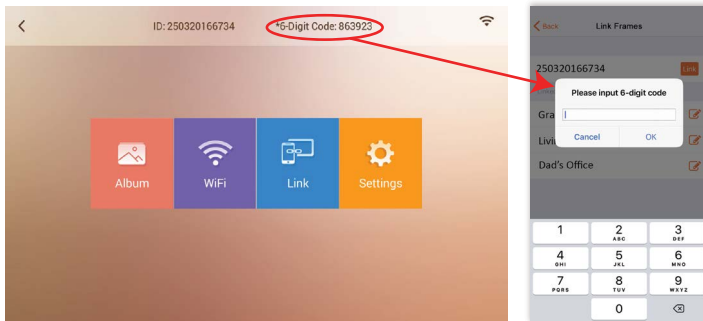 ID: 250320166734
*6-Digit Code: 863923
Album
WiFi
Link
Settings
Back
Link Frames
250320166734
Link
Please input 6-digit code
Gra
Cancel
OK
Livi
Dad's Office
1
2
ABC
3
DEF
4
GHI
5
JKL
6
MNO
7
PQRS
8
TUV
9
WXYZ
0